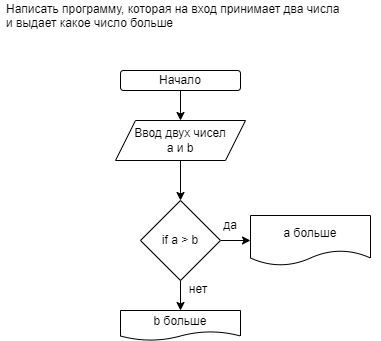 Написать программу, которая на вход принимает два числа
и выдает какое число больше
Начало
Ввод двух чисел
a и b
if a > b
да
a больше
нет
b больше